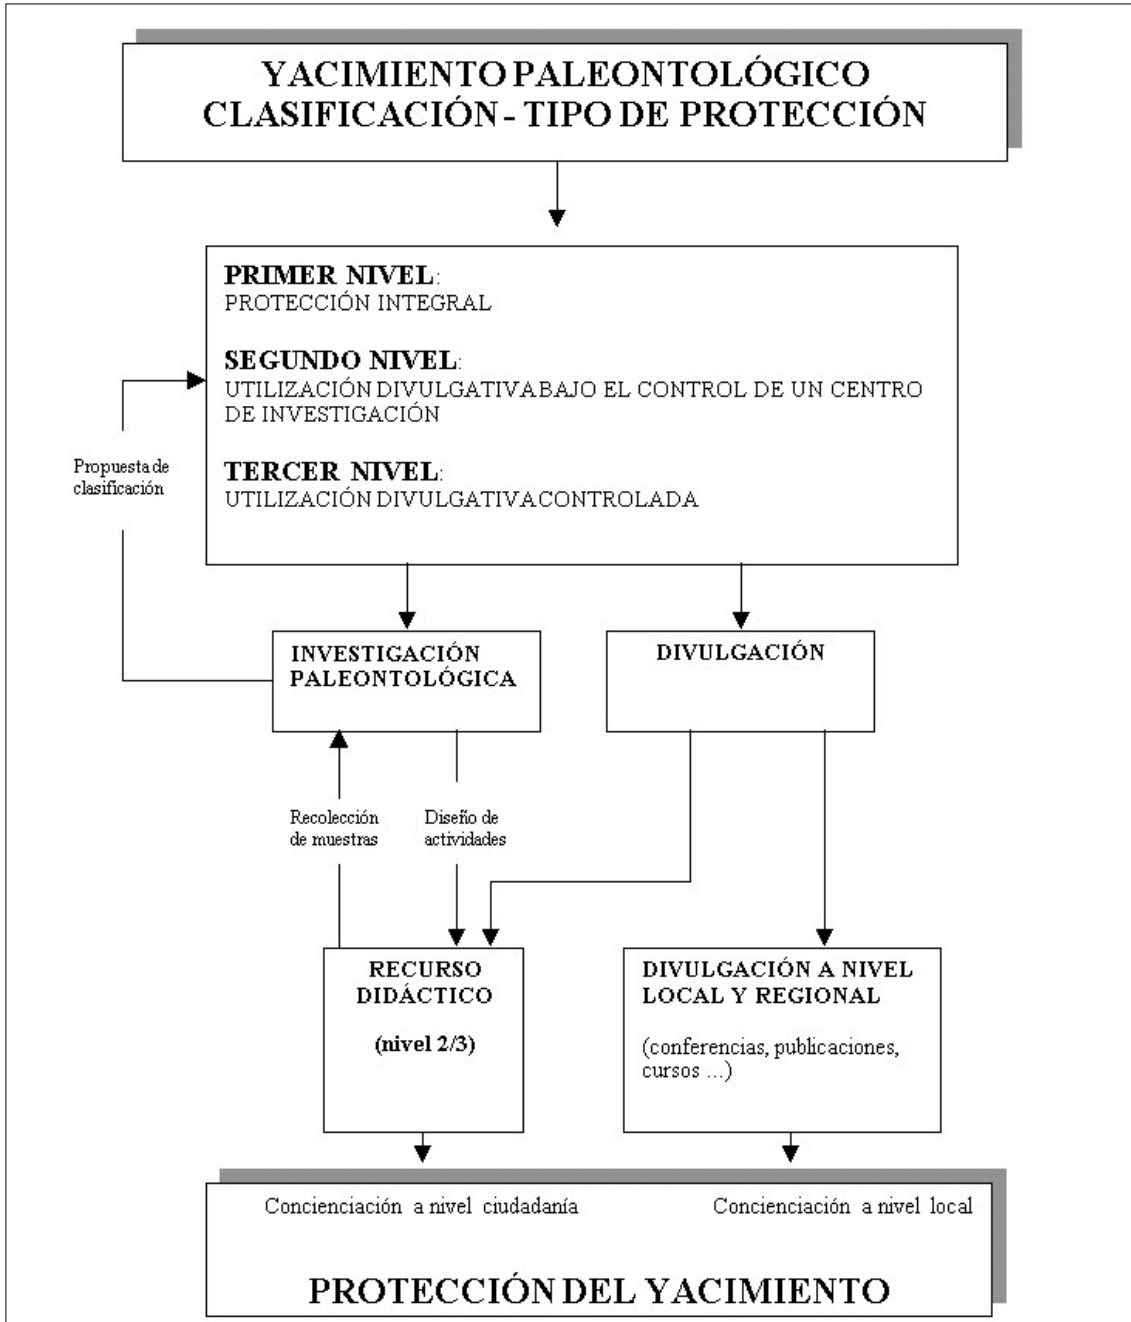 YACIMIENTO PALEONTOLÓGICO
CLASIFICACIÓN - TIPO DE PROTECCIÓN
PRIMER NIVEL:
PROTECCIÓN INTEGRAL
SEGUNDO NIVEL:
UTILIZACIÓN DIVULGATIVA BAJO EL CONTROL DE UN CENTRO
DE INVESTIGACIÓN
TERCER NIVEL:
UTILIZACIÓN DIVULGATIVA CONTROLADA
Propuesta de
clasificación
INVESTIGACIÓN
PALEONTOLÓGICA
DIVULGACIÓN
Recolección
de muestras
Diseño de
actividades
RECURSO
DIDÁCTICO
(nivel 2/3)
DIVULGACIÓN A NIVEL
LOCAL Y REGIONAL
(conferencias, publicaciones,
cursos ...)
Concienciación a nivel ciudadanía
Concienciación a nivel local
PROTECCIÓN DEL YACIMIENTO